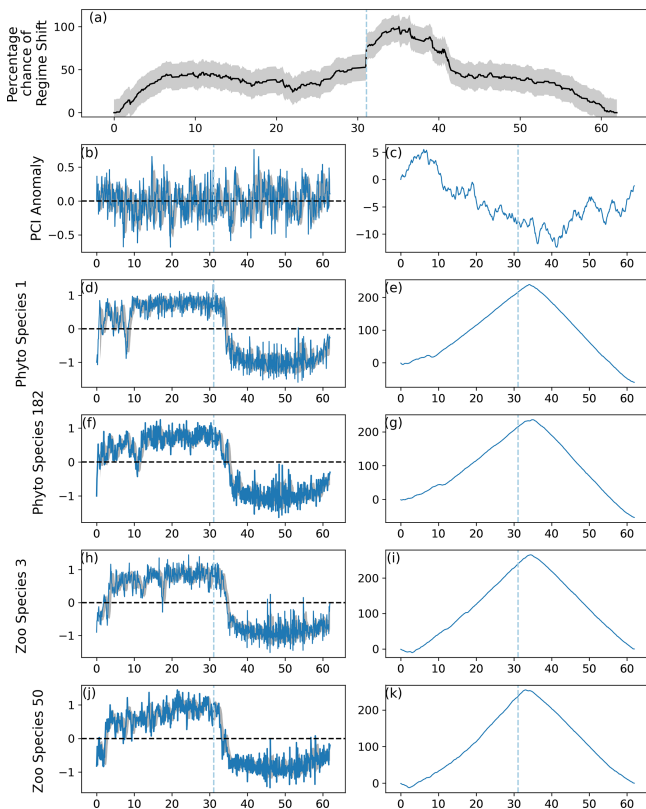 Percentage
chance of
Regime Shift
(a)
100
50
0
0 10 20 30 40 50 60
PCI Anomaly
(b)
0.5
0.0
−0.5
0 10 20 30 40 50 60
(c)
5
0
−5
−10
0 10 20 30 40 50 60
Phyto Species 1
(d)
1
0
−1
0 10 20 30 40 50 60
(e)
200
100
0
0 10 20 30 40 50 60
Phyto Species 182
(f)
1
0
−1
0 10 20 30 40 50 60
(g)
200
100
0
0 10 20 30 40 50 60
Zoo Species 3
(h)
1
0
−1
0 10 20 30 40 50 60
(i)
200
100
0
0 10 20 30 40 50 60
Zoo Species 50
(j)
1
0
−1
0 10 20 30 40 50 60
(k)
200
100
0
0 10 20 30 40 50 60